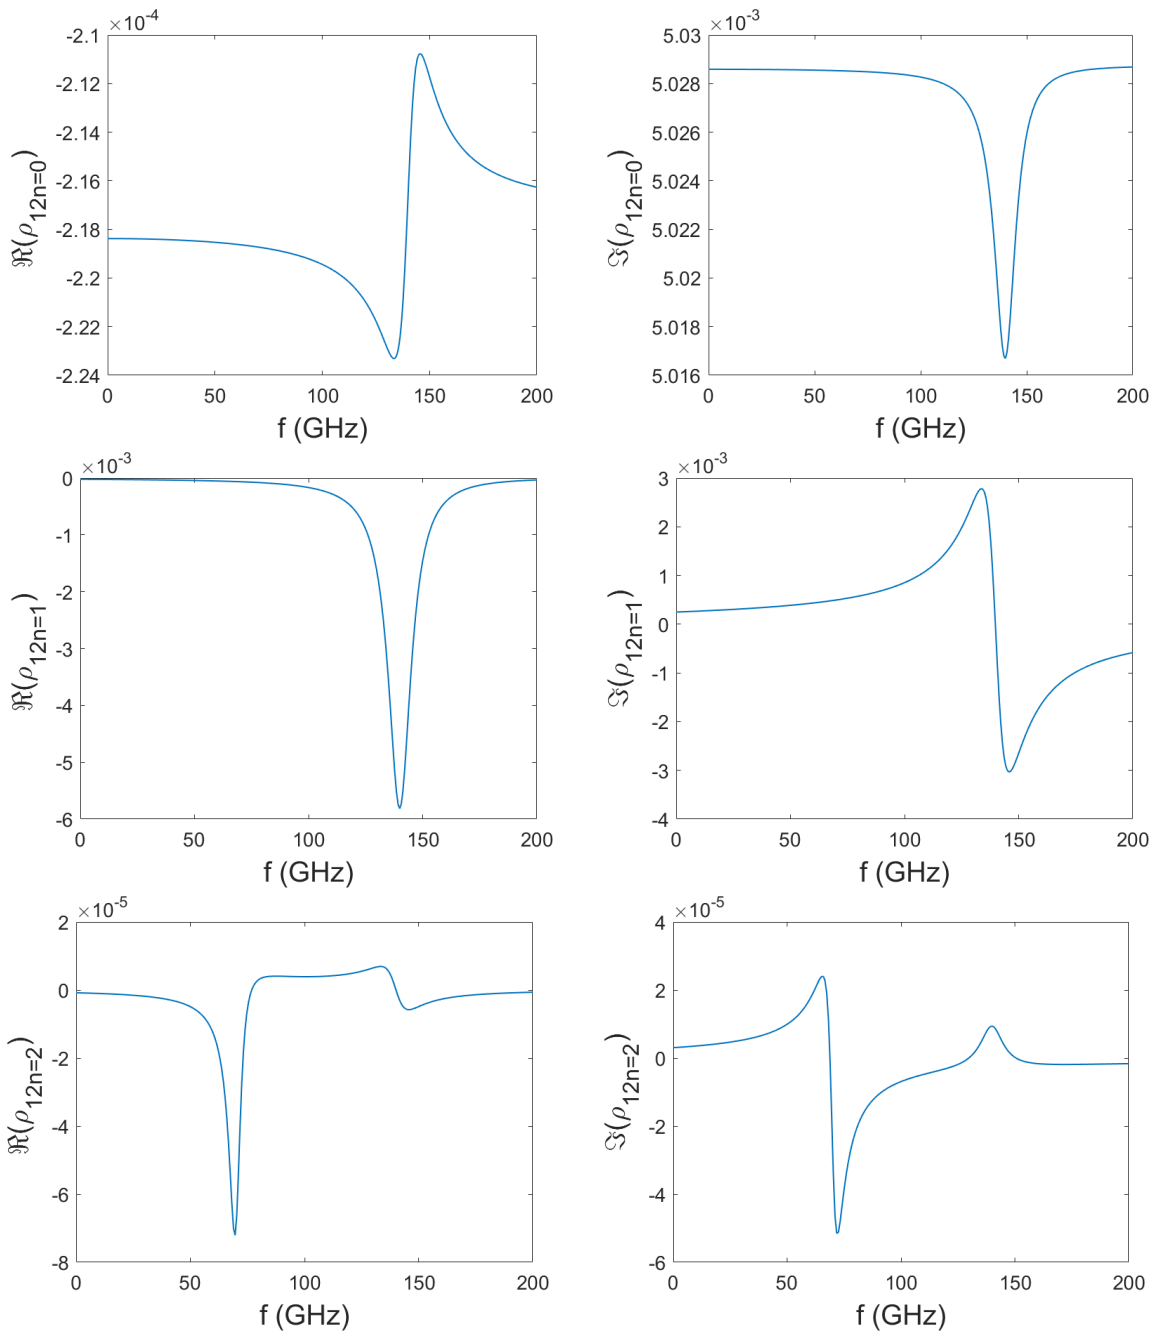 ×10-4
-2.1
-2.12
-2.14
-2.16
-2.18
-2.2
-2.22
-2.24
0 50 100 150 200
f (GHz)
ℜ(ρ12n=0)
×10-3
5.03
5.028
5.026
5.024
5.022
5.02
5.018
5.016
0 50 100 150 200
f (GHz)
ℑ(ρ12n=0)
×10-3
0
-1
-2
-3
-4
-5
-6
0 50 100 150 200
f (GHz)
ℜ(ρ12n=1)
×10-3
3
2
1
0
-1
-2
-3
-4
0 50 100 150 200
f (GHz)
ℑ(ρ12n=1)
×10-5
2
0
-2
-4
-6
-8
0 50 100 150 200
f (GHz)
ℜ(ρ12n=2)
×10-5
4
2
0
-2
-4
-6
0 50 100 150 200
f (GHz)
ℑ(ρ12n=2)